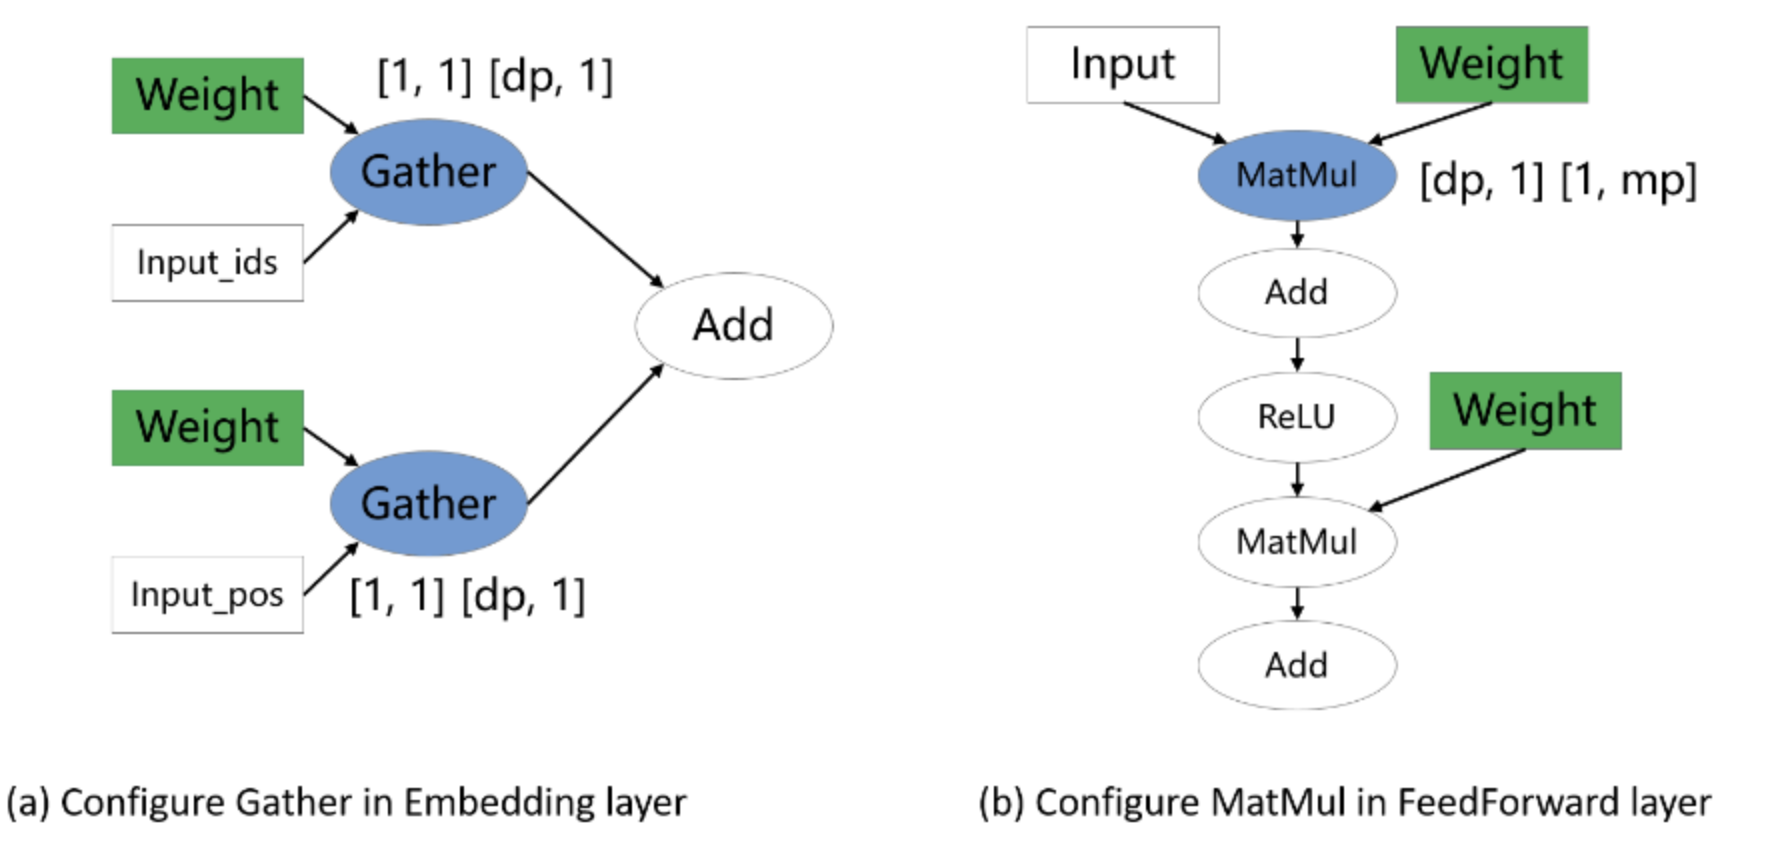 Weight
[1, 1] [dp, 1]
Gather
Input_ids
Add
Weight
Gather
Input_pos
[1, 1] [dp, 1]
(a) Configure Gather in Embedding layer
Input
Weight
MatMul
[dp, 1] [1, mp]
Add
ReLU
Weight
MatMul
Add
(b) Configure MatMul in FeedForward layer